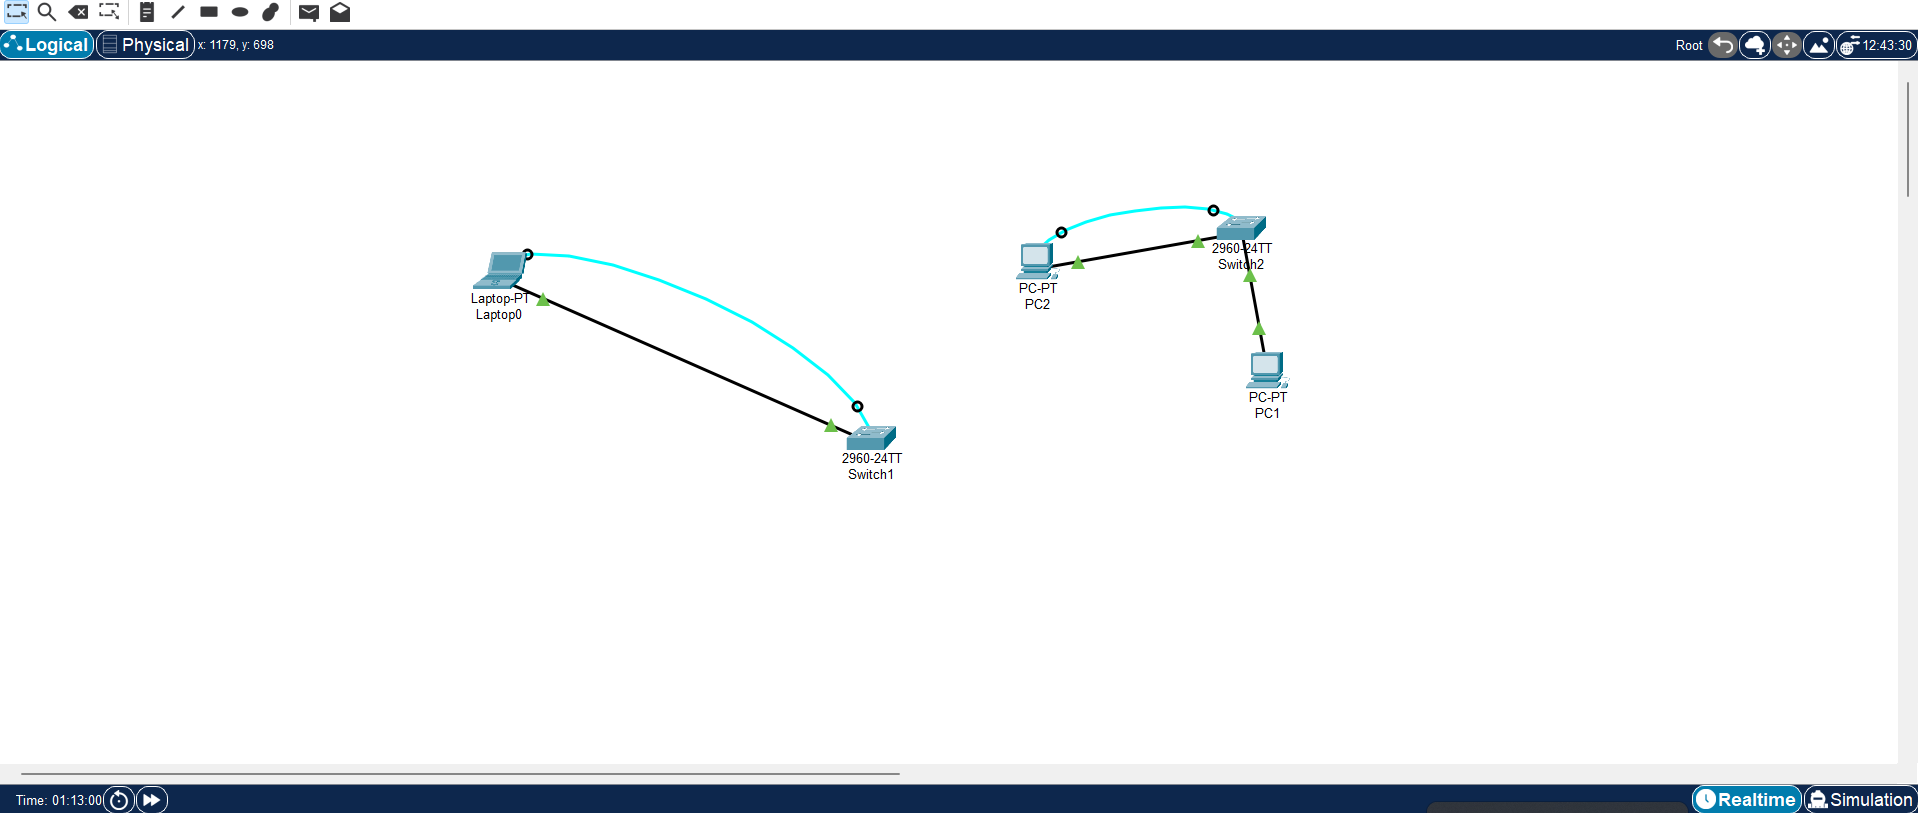 Logical Physical x: 1179, y: 698 Root 12:43:30
2960-24TT
Switch2
PC-PT
PC2
Laptop-PT
Laptop0
PC-PT
PC1
2960-24TT
Switch1
Time: 01:13:00 Realtime Simulation